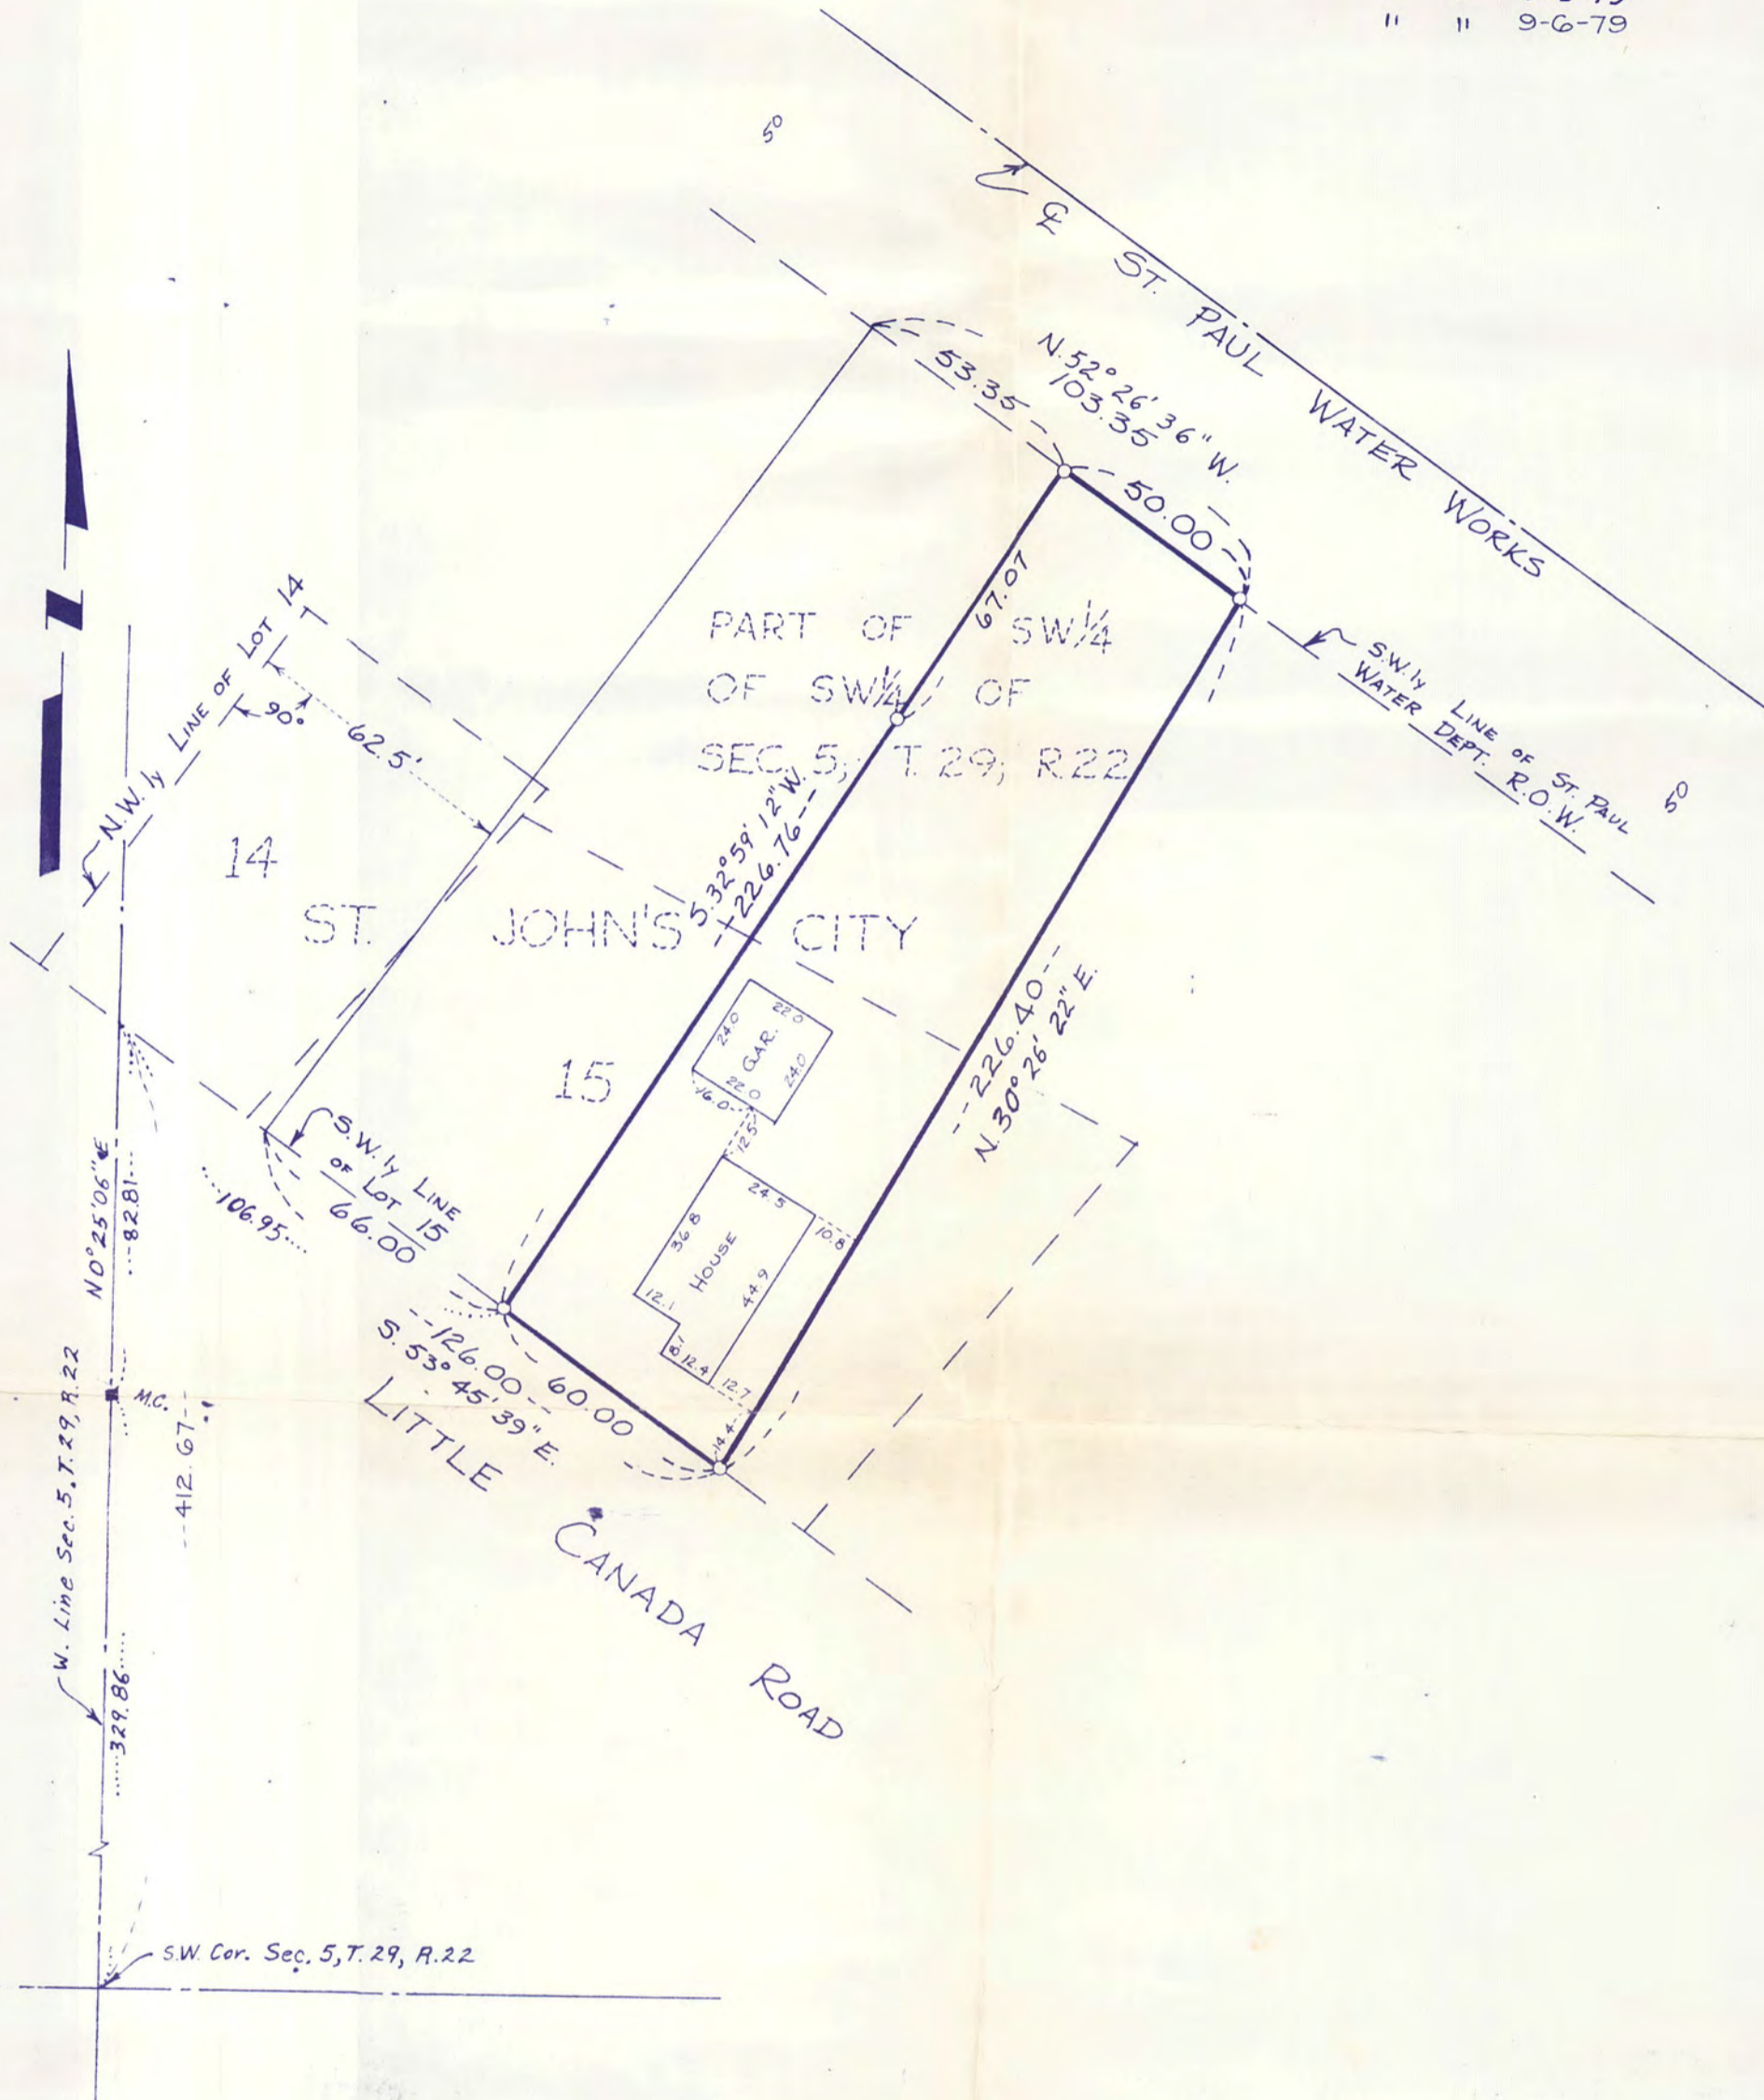 " " 9-6-79
50
℄ ST. PAUL WATER WORKS
N.52°26'36" W.
103.35
53.35
50.00
67.07
PART OF SW¼
OF SW¼ OF
SEC. 5, T.29, R.22
S.W.ly LINE OF ST. PAUL
WATER DEPT. R.O.W.
50
N.W.ly LINE OF LOT 14
90°
62.5'
14
S.32°59'12"W.
--226.76--
ST. JOHN'S CITY
--226.40--
N.30°26'22"E.
15
24.0
22.0
GAR.
22.0
24.0
16.0
12.5
24.5
36.8
HOUSE
44.9
10.8
12.1
8.1
12.4
12.7
14.4
S.W.ly LINE
OF LOT 15
66.00
....106.95....
--126.00--
60.00
S.53°45'39"E.
LITTLE CANADA ROAD
N0°25'06"E
...82.81...
M.C.
--412.67--
W. Line Sec. 5, T.29, R.22
.....329.86.....
S.W. Cor. Sec. 5, T.29, R.22